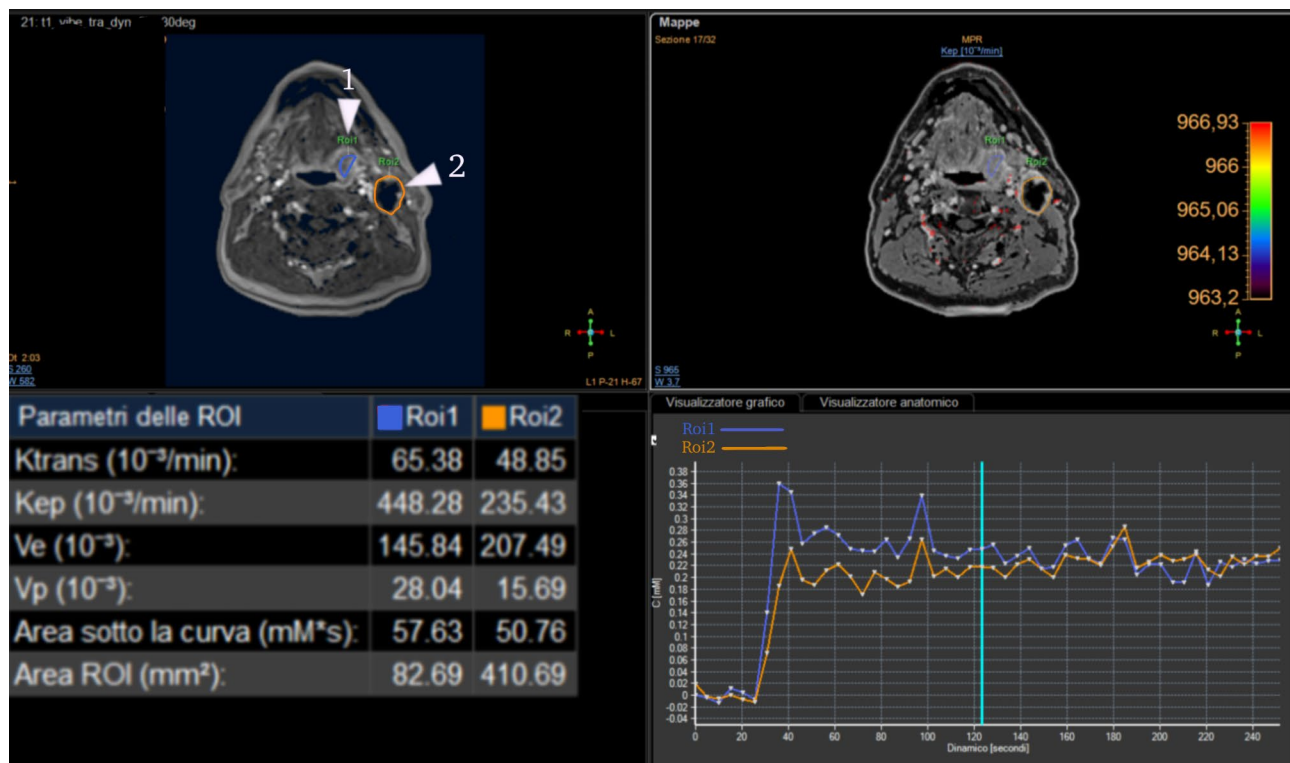 21: t1_vibe_tra_dyn 30deg
1
Roi1
Roi2
2
Dt 2:03
S 260
W 582
A
R L
P
L1 P-21 H-67
Mappe
Sezione 17/32
MPR
Kep [10⁻³/min]
Roi1
Roi2
966,93
966
965,06
964,13
963,2
A
R L
P
S 965
W 3,7
Parametri delle ROI Roi1 Roi2
Ktrans (10⁻³/min): 65.38 48.85
Kep (10⁻³/min): 448.28 235.43
Ve (10⁻³): 145.84 207.49
Vp (10⁻³): 28.04 15.69
Area sotto la curva (mM*s): 57.63 50.76
Area ROI (mm²): 82.69 410.69
Visualizzatore grafico Visualizzatore anatomico
Roi1
Roi2
C [mM]
0.38
0.36
0.34
0.32
0.3
0.28
0.26
0.24
0.22
0.2
0.18
0.16
0.14
0.12
0.1
0.08
0.06
0.04
0.02
0
-0.02
-0.04
0 20 40 60 80 100 120 140 160 180 200 220 240
Dinamico [secondi]